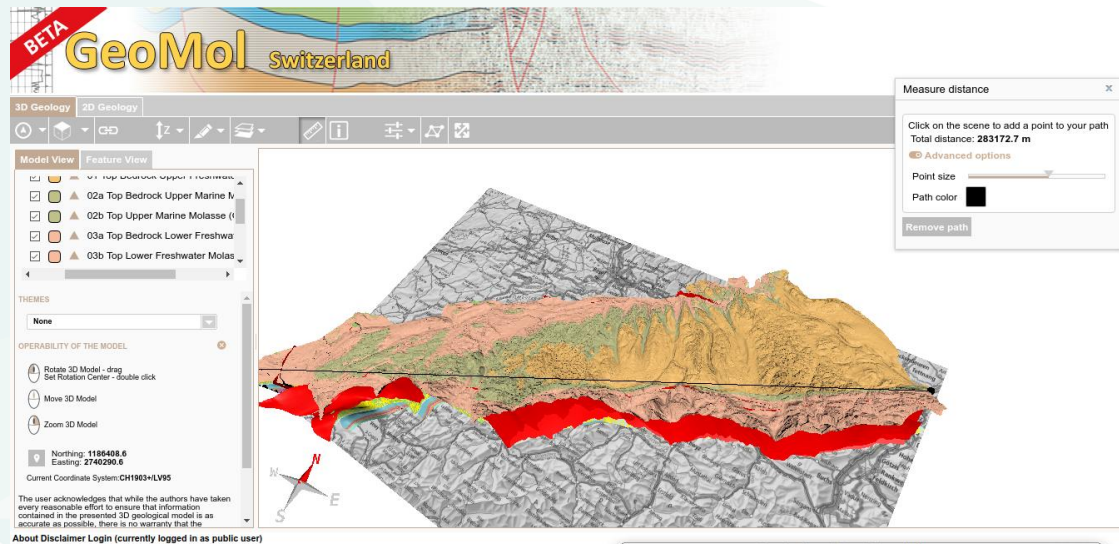 BETA
GeoMol Switzerland
3D Geology 2D Geology
Measure distance x
Click on the scene to add a point to your path
Total distance: 283172.7 m
Advanced options
Point size
Path color
Remove path
Model View Feature View
01 Top Bedrock Upper Freshwate
02a Top Bedrock Upper Marine M
02b Top Upper Marine Molasse (
03a Top Bedrock Lower Freshwa
03b Top Lower Freshwater Molas
THEMES
None
OPERABILITY OF THE MODEL
Rotate 3D Model - drag
Set Rotation Center - double click
Move 3D Model
Zoom 3D Model
Northing: 1186408.6
Easting: 2740290.6
Current Coordinate System:CH1903+/LV95
The user acknowledges that while the authors have taken
every reasonable effort to ensure that information
contained in the presented 3D geological model is as
accurate as possible, there is no warranty that the
N
W
E
S
About Disclaimer Login (currently logged in as public user)